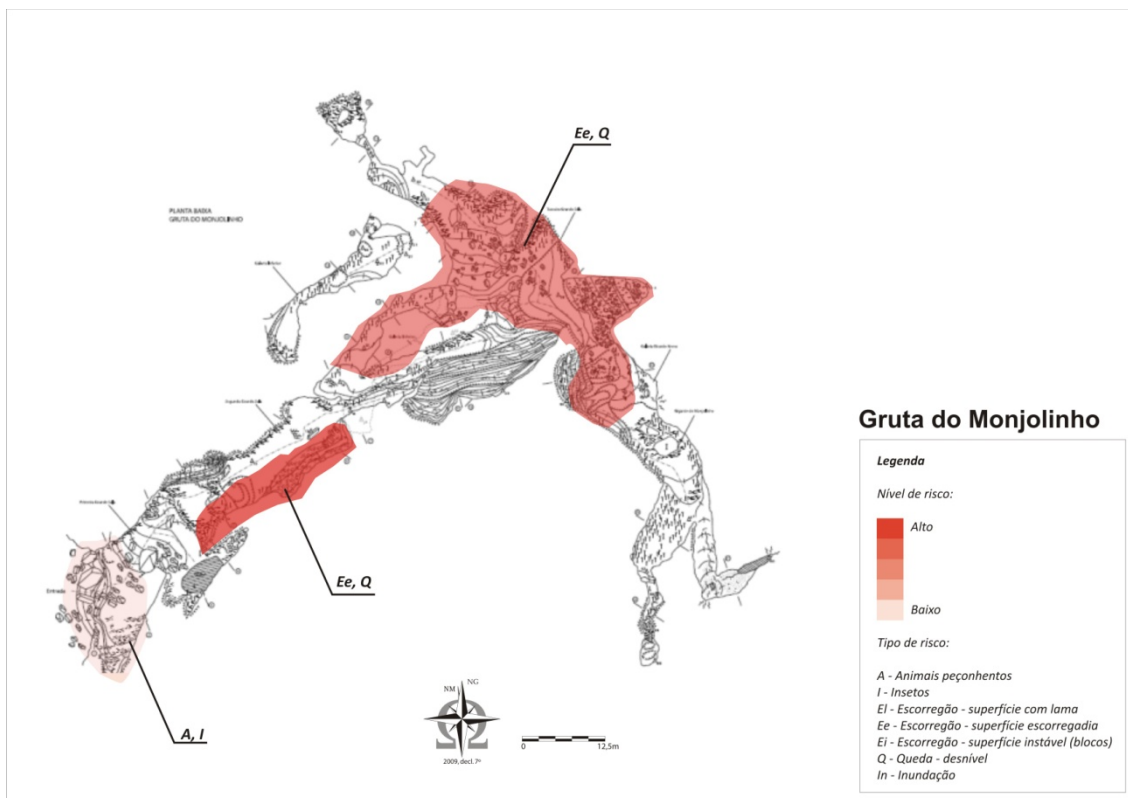 Ee, Q
PLANTA BAIXA
GRUTA DO MONJOLINHO
Entrada
Ee, Q
A, I
NM NG
2009, decl. 7º
0 12,5m
Gruta do Monjolinho
Legenda
Nível de risco:
Alto
Baixo
Tipo de risco:
A - Animais peçonhentos
I - Insetos
El - Escorregão - superfície com lama
Ee - Escorregão - superfície escorregadia
Ei - Escorregão - superfície instável (blocos)
Q - Queda - desnível
In - Inundação